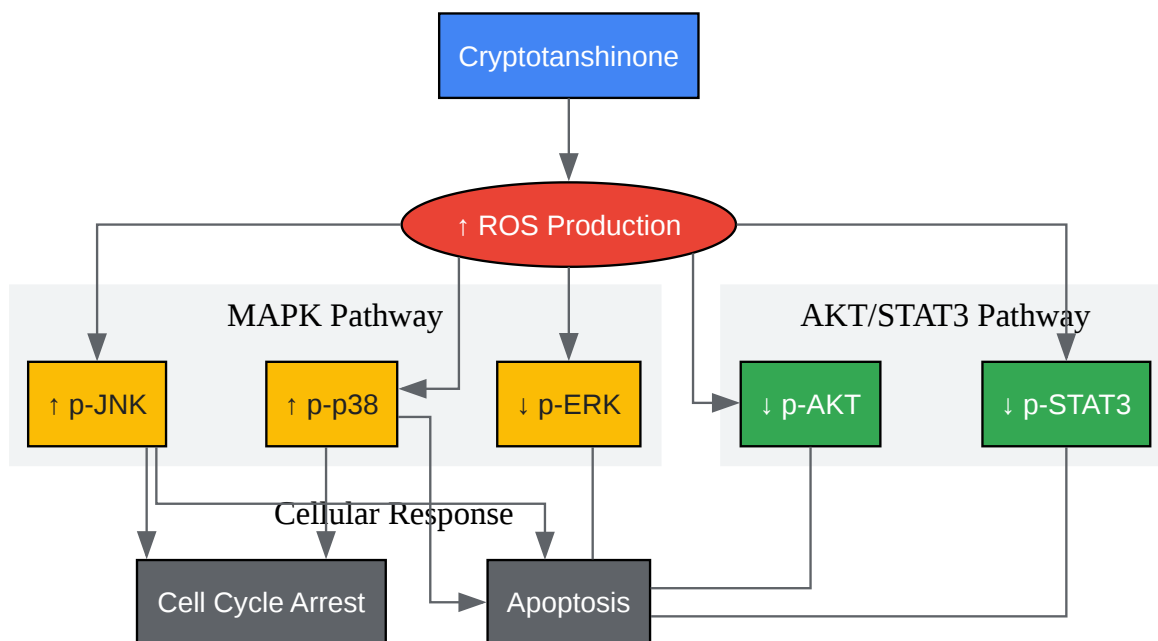 Cryptotanshinone
↑ ROS Production
MAPK Pathway
AKT/STAT3 Pathway
↑ p-JNK
↑ p-p38
↓ p-ERK
↓ p-AKT
↓ p-STAT3
Cellular Response
Cell Cycle Arrest
Apoptosis